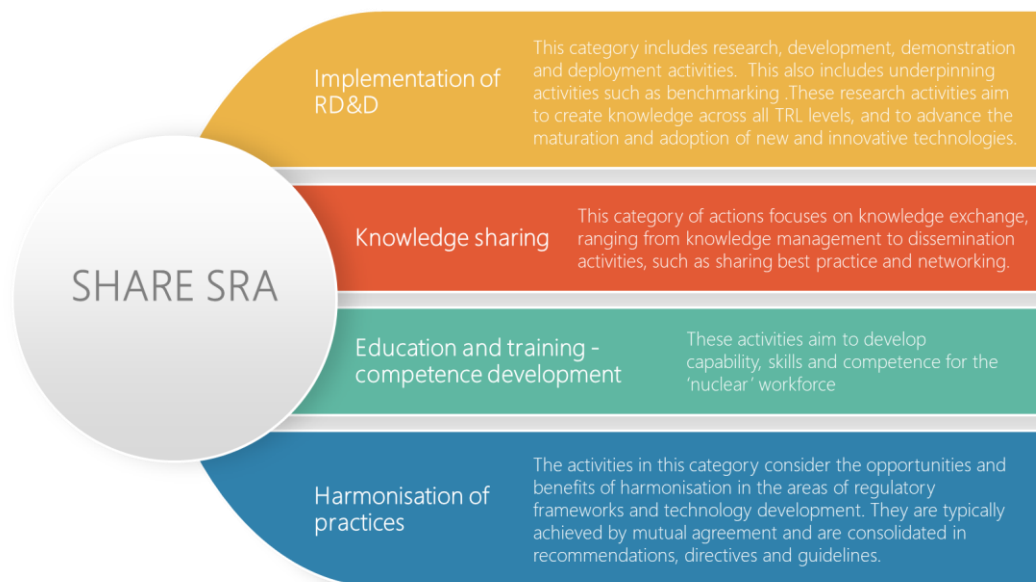 SHARE SRA
Implementation of
RD&D
This category includes research, development, demonstration
and deployment activities.  This also includes underpinning
activities such as benchmarking .These research activities aim
to create knowledge across all TRL levels, and to advance the
maturation and adoption of new and innovative technologies.
Knowledge sharing
This category of actions focuses on knowledge exchange,
ranging from knowledge management to dissemination
activities, such as sharing best practice and networking.
Education and training -
competence development
These activities aim to develop
capability, skills and competence for the
‘nuclear’ workforce
Harmonisation of
practices
The activities in this category consider the opportunities and
benefits of harmonisation in the areas of regulatory
frameworks and technology development. They are typically
achieved by mutual agreement and are consolidated in
recommendations, directives and guidelines.